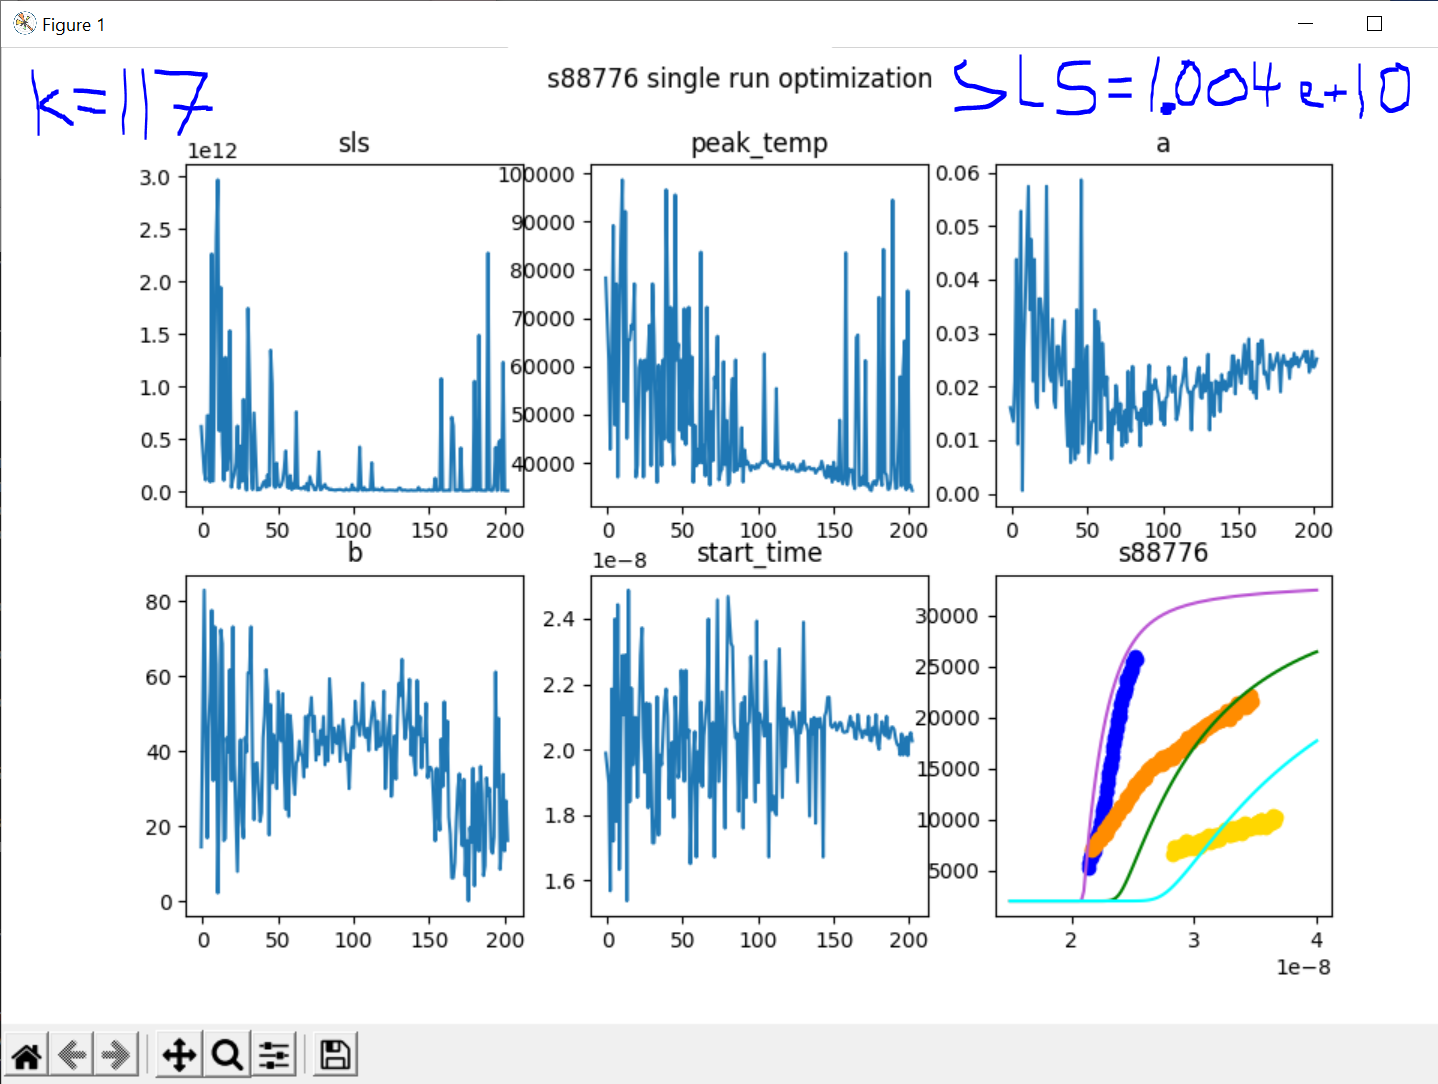 Figure 1
k=117
s88776 single run optimization
SLS=1.004e+10
sls
1e12
3.0
2.5
2.0
1.5
1.0
0.5
0.0
0 50 100 150 200
peak_temp
100000
90000
80000
70000
60000
50000
40000
0 50 100 150 200
a
0.06
0.05
0.04
0.03
0.02
0.01
0.00
0 50 100 150 200
b
80
60
40
20
0
0 50 100 150 200
start_time
1e−8
2.4
2.2
2.0
1.8
1.6
0 50 100 150 200
s88776
30000
25000
20000
15000
10000
5000
2 3 4
1e−8